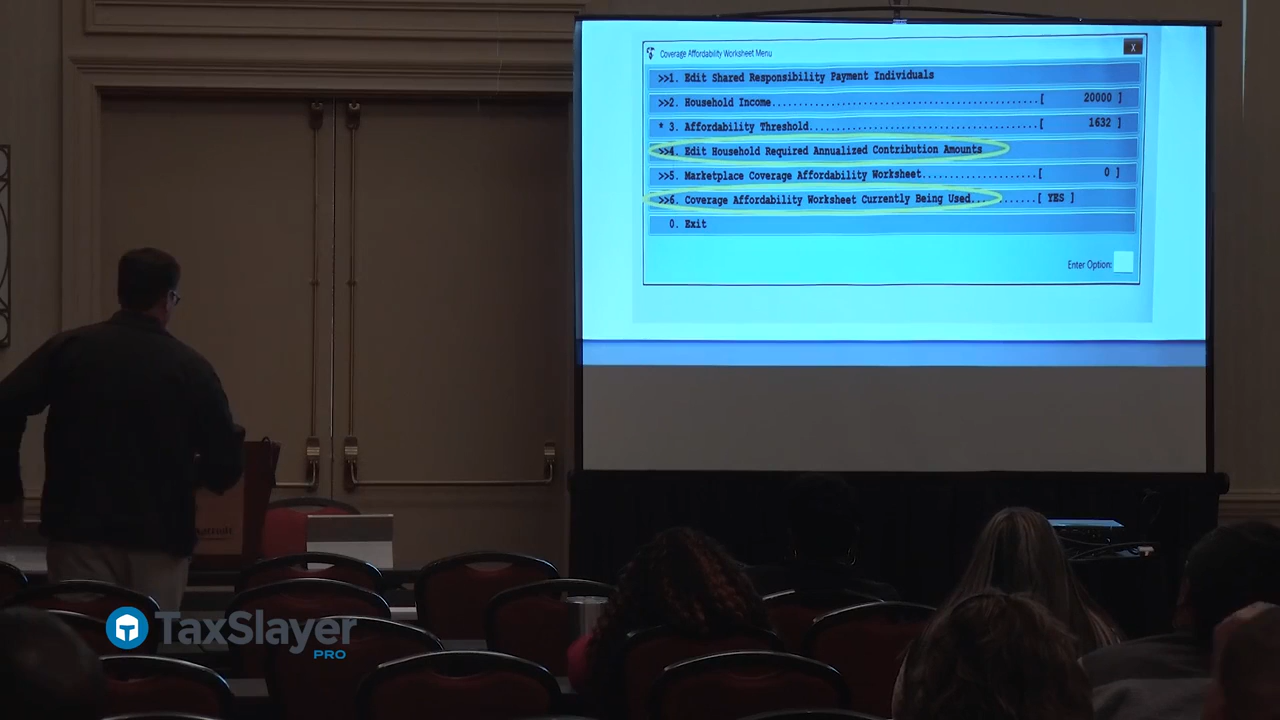 Coverage Affordability Worksheet Menu
X
>>1. Edit Shared Responsibility Payment Individuals
>>2. Household Income...........................................................[ 20000 ]
* 3. Affordability Threshold...................................................[ 1632 ]
>>4. Edit Household Required Annualized Contribution Amounts
>>5. Marketplace Coverage Affordability Worksheet.....................[ 0 ]
>>6. Coverage Affordability Worksheet Currently Being Used...........[ YES ]
0. Exit
Enter Option:
TaxSlayer
PRO